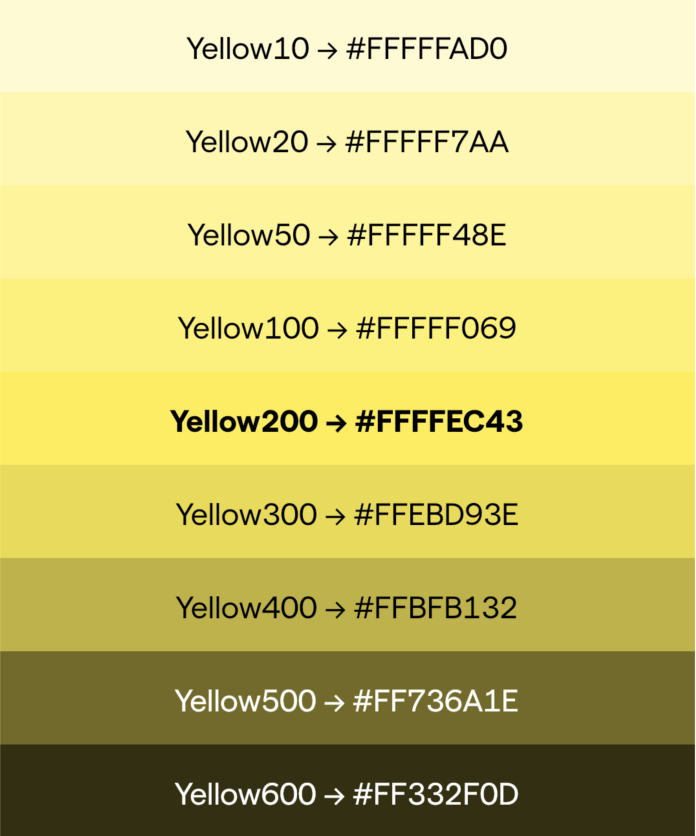 Yellow10 → #FFFFFAD0
Yellow20 → #FFFFF7AA
Yellow50 → #FFFFF48E
Yellow100 → #FFFFF069
Yellow200 → #FFFFEC43
Yellow300 → #FFEBD93E
Yellow400 → #FFBFB132
Yellow500 → #FF736A1E
Yellow600 → #FF332F0D